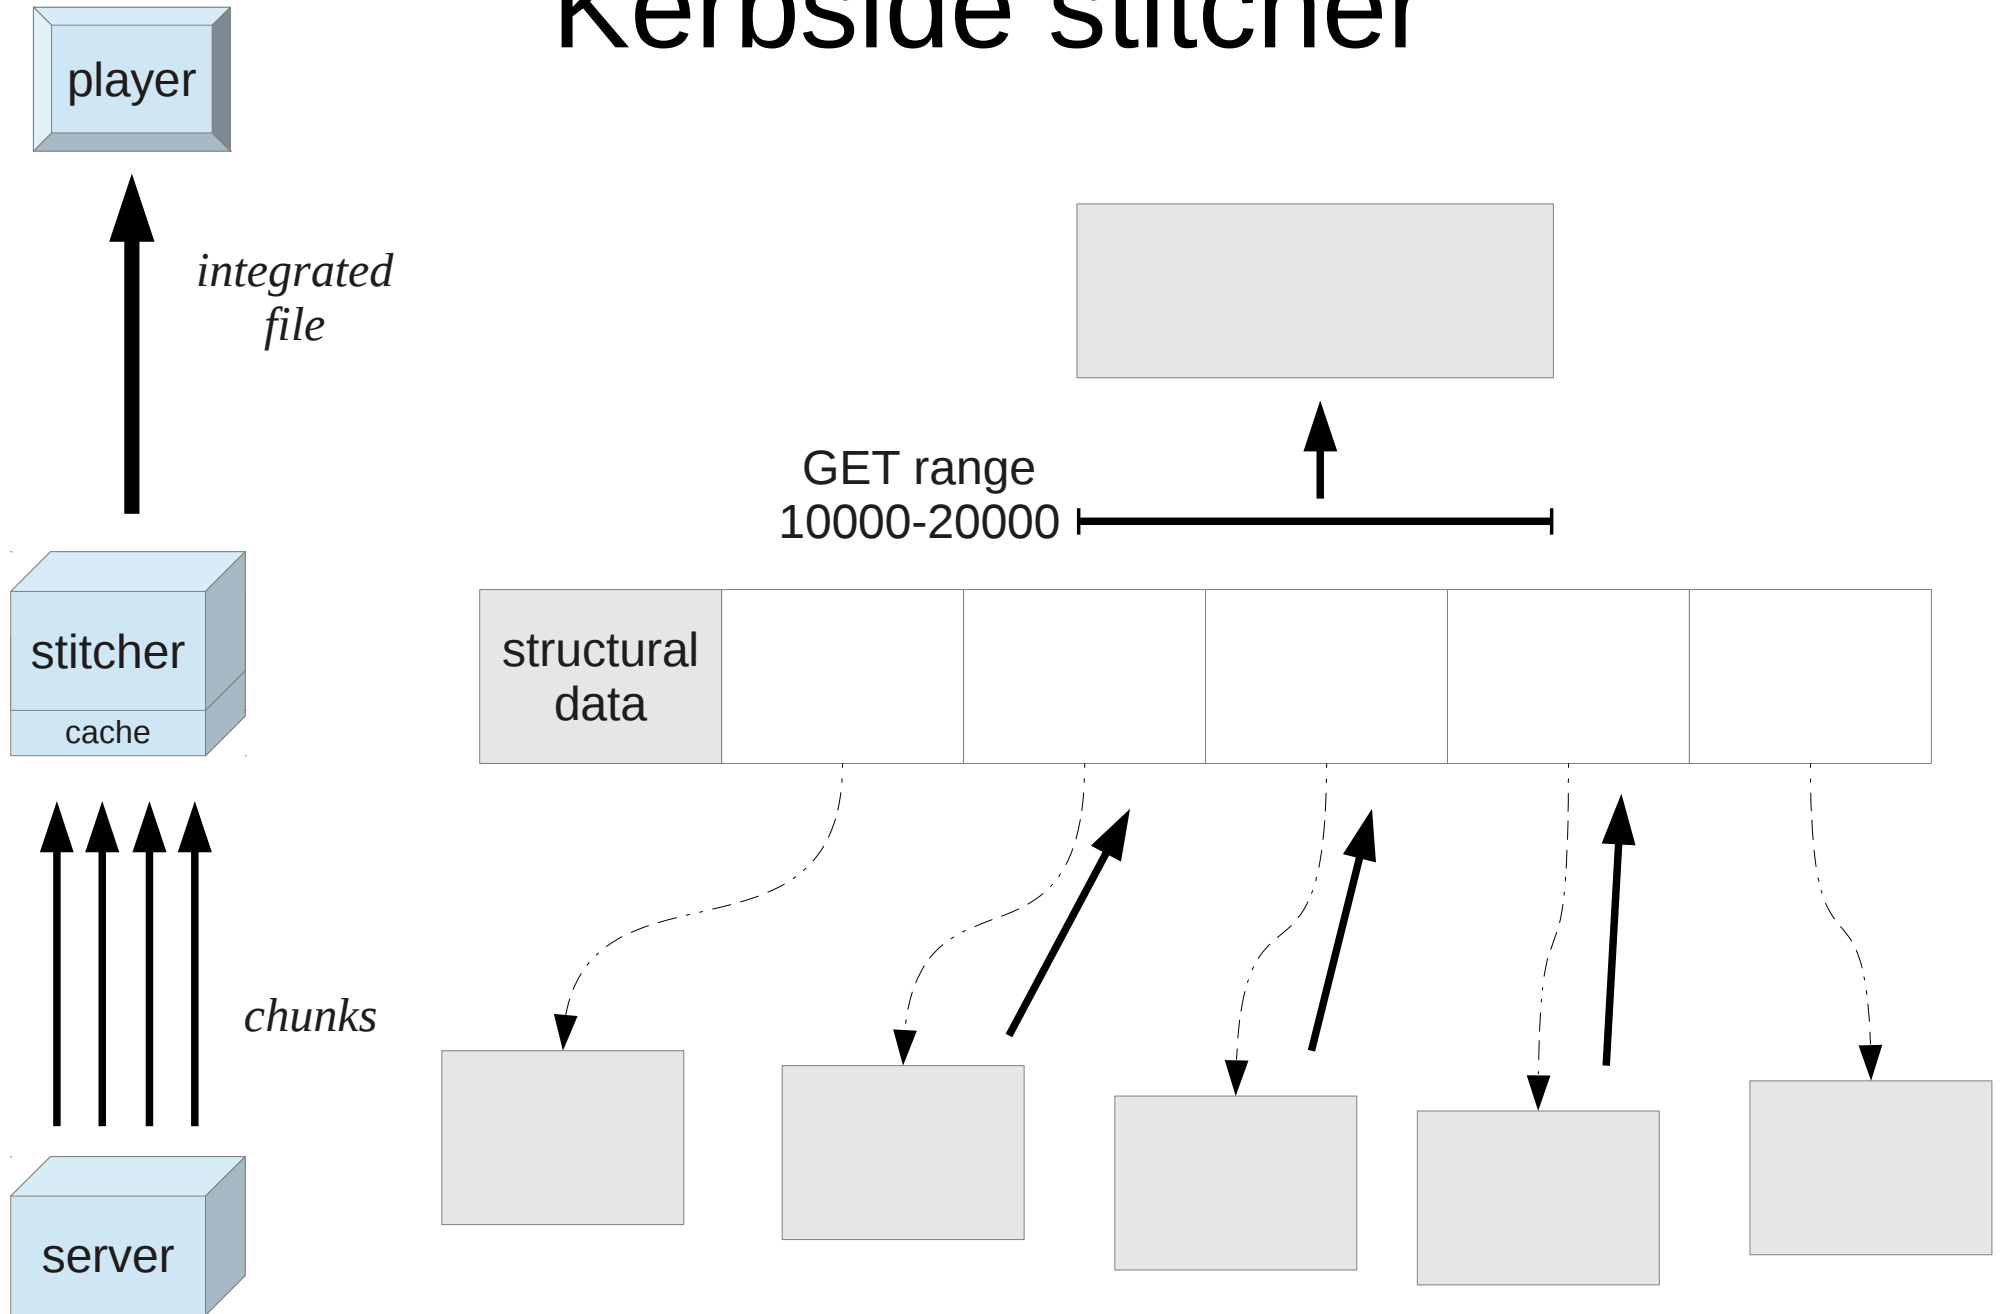 Kerbside stitcher
player
integrated
file
GET range
10000-20000
stitcher
cache
structural
data
chunks
server